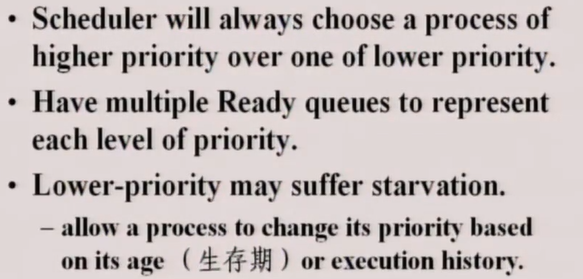 • Scheduler will always choose a process of
higher priority over one of lower priority.
• Have multiple Ready queues to represent
each level of priority.
• Lower-priority may suffer starvation.
– allow a process to change its priority based
on its age （生存期）or execution history.